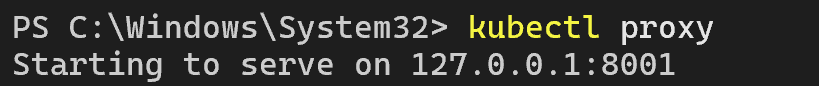 PS C:\Windows\System32> kubectl proxy
Starting to serve on 127.0.0.1:8001